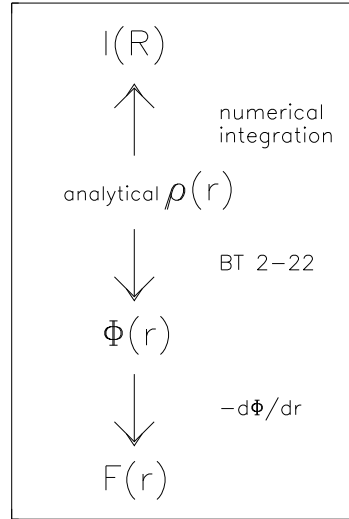 I(R)
numerical
integration
analytical ρ(r)
BT 2−22
Φ(r)
−dΦ/dr
F(r)